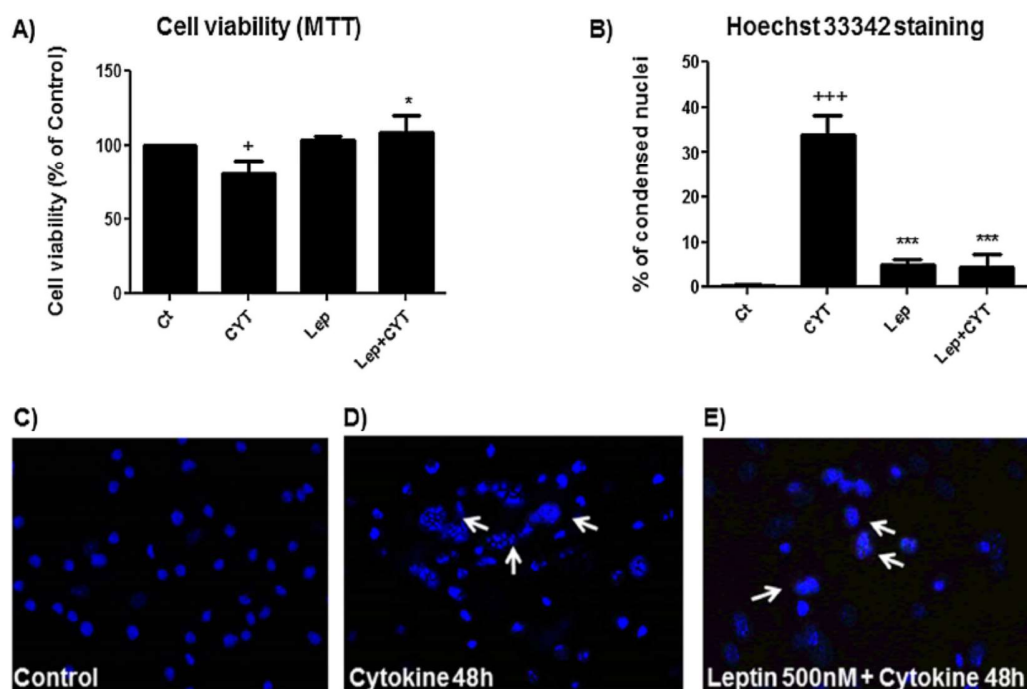 A) Cell viability (MTT)
Cell viability (% of Control)
150
100
50
0
+
*
Ct
CYT
Lep
Lep+CYT
B) Hoechst 33342 staining
% of condensed nuclei
50
40
30
20
10
0
+++
***
***
Ct
CYT
Lep
Lep+CYT
C)
Control
D)
Cytokine 48h
E)
Leptin 500nM + Cytokine 48h